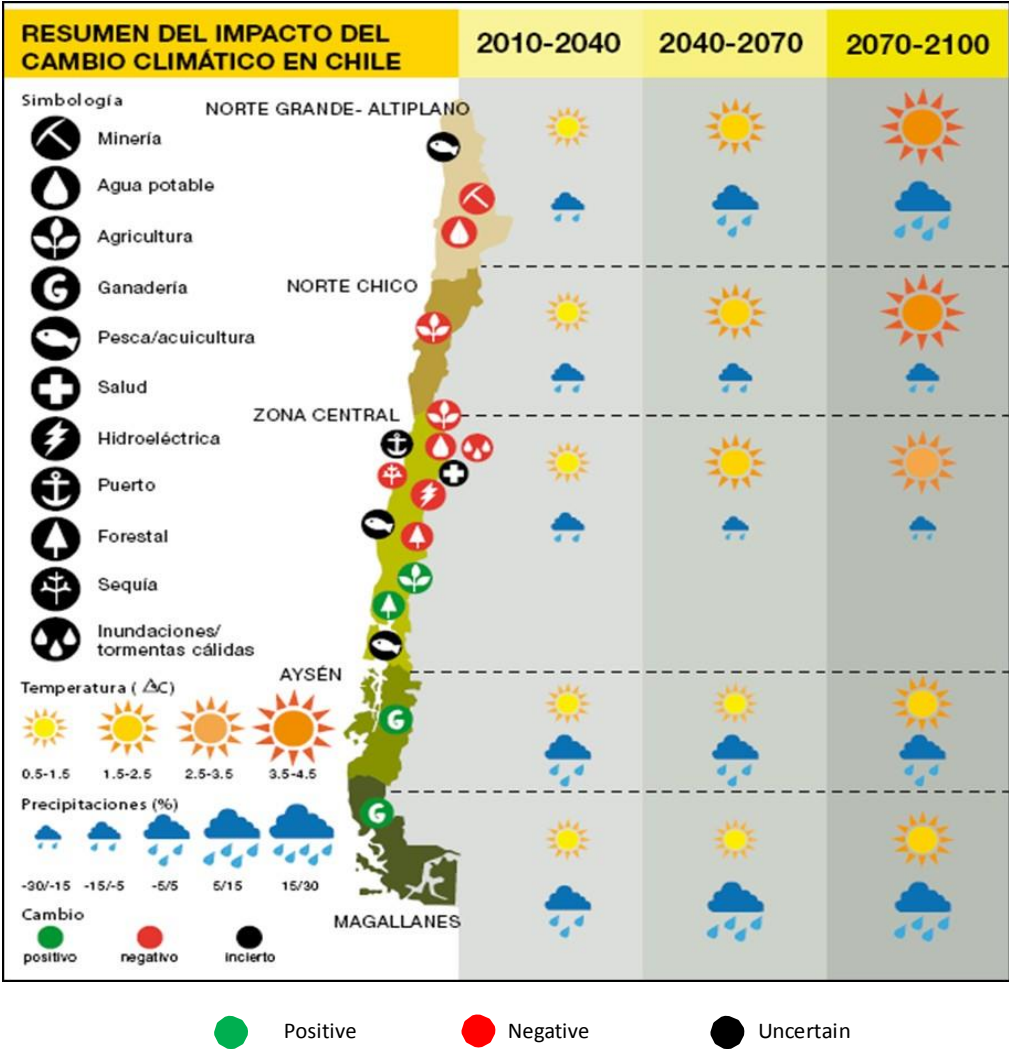 RESUMEN DEL IMPACTO DEL
CAMBIO CLIMÁTICO EN CHILE
2010-2040
2040-2070
2070-2100
Simbología
Minería
Agua potable
Agricultura
Ganadería
Pesca/acuicultura
Salud
Hidroeléctrica
Puerto
Forestal
Sequía
Inundaciones/
tormentas cálidas
NORTE GRANDE- ALTIPLANO
NORTE CHICO
ZONA CENTRAL
AYSÉN
MAGALLANES
Temperatura ( ΔC)
0.5-1.5 1.5-2.5 2.5-3.5 3.5-4.5
Precipitaciones (%)
-30/-15 -15/-5 -5/5 5/15 15/30
Cambio
positivo negativo incierto
Positive Negative Uncertain